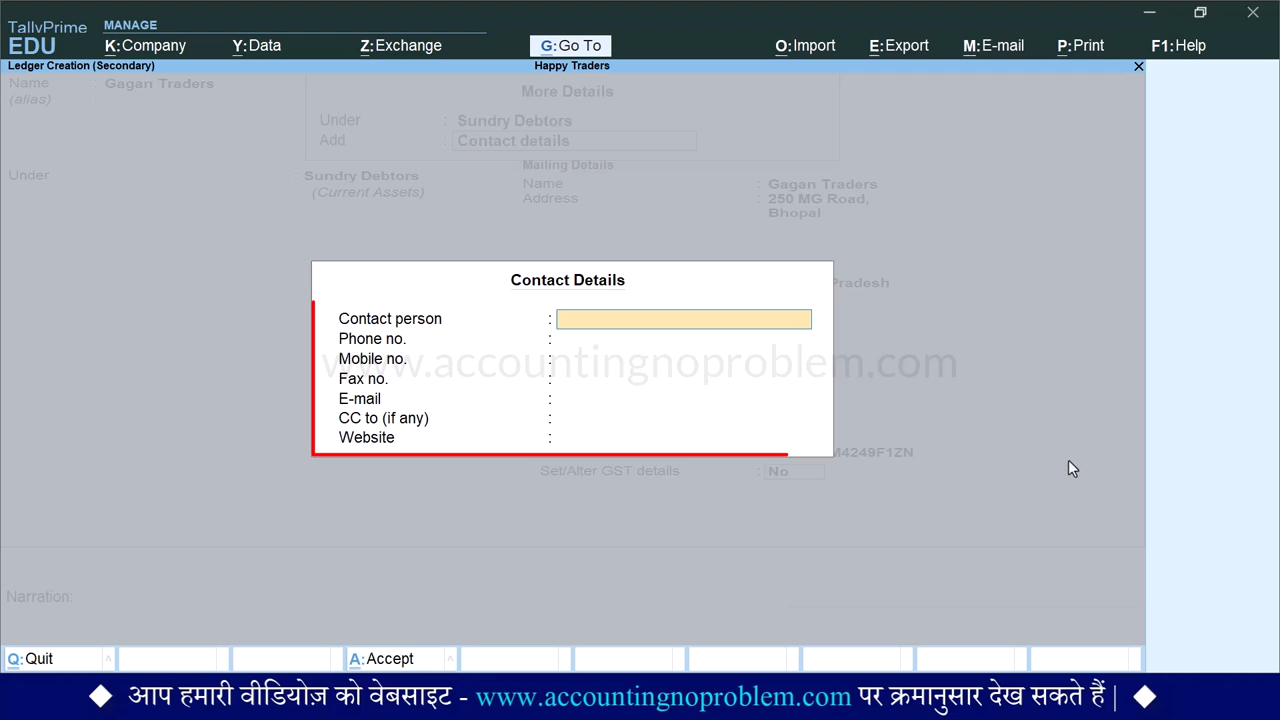 TallyPrime MANAGE
EDU K:Company Y:Data Z:Exchange G:Go To O:Import E:Export M:E-mail P:Print F1:Help
Ledger Creation (Secondary) Happy Traders
Name : Gagan Traders
(alias) :
More Details
Under : Sundry Debtors
Add : Contact details
Mailing Details
Under : Sundry Debtors
(Current Assets)
Name : Gagan Traders
Address : 250 MG Road,
Bhopal
Contact Details
Pradesh
Contact person :
Phone no. :
Mobile no. :
www.accountingnoproblem.com
Fax no. :
E-mail :
CC to (if any) :
Website :
M4249F1ZN
Set/Alter GST details : No
Narration:
Q:Quit A:Accept
आप हमारी वीडियोज़ को वेबसाइट - www.accountingnoproblem.com पर क्रमानुसार देख सकते हैं |